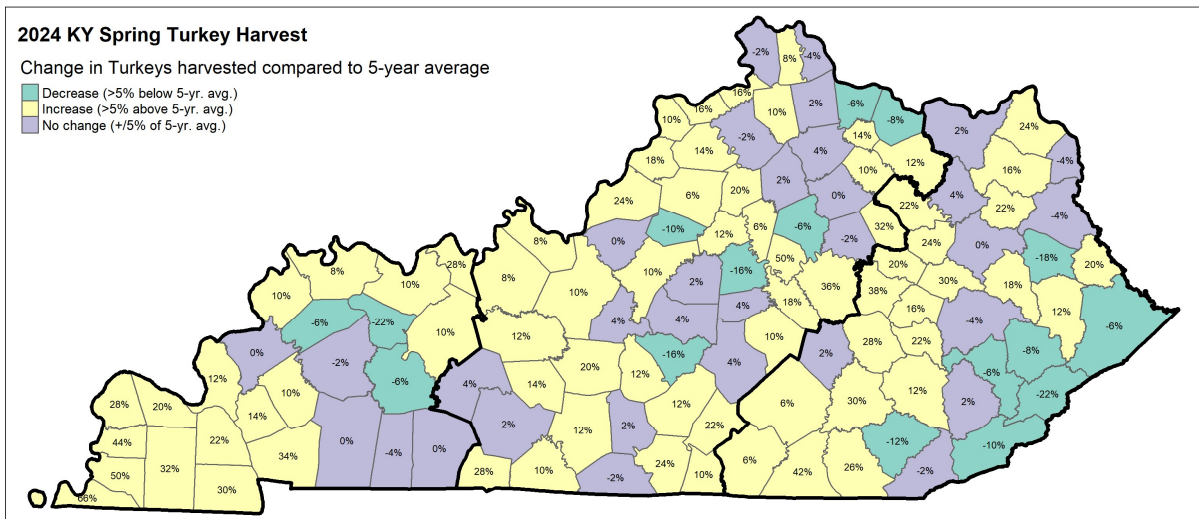 2024 KY Spring Turkey Harvest
Change in Turkeys harvested compared to 5-year average
Decrease (>5% below 5-yr. avg.)
Increase (>5% above 5-yr. avg.)
No change (+/5% of 5-yr. avg.)
-2% 8% -4%
16% 10% 2% -6% -8%
10% 16% -2% 14% 2% 24%
18% 14% 4% 10% 12% 16% -4%
24% 6% 20% 2% 0% 22% 4% 22% -4%
0% -10% 12% 6% -6% -2% 32% 24% 0% -18% 20%
8% 28% 8% 10% 50% 20%
10% 10% 8% 10% 2% -16% 18% 36% 38% 30% 18% 12% -6%
-6% -22% 10% 12% 4% 4% 4% 10% 16% -4%
0% -2% -6% 20% 12% -16% 4% 2% 28% 22% -6% -8%
12% 10% 4% 14% 12% 6% 30% 12% 2% -22%
28% 20% 14% 2% 12% 2% 22% -12% -10%
44% 22% 34% 0% -4% 0% 24% 6% 42% 26% -2%
50% 32% 30% 28% 10% -2% 10%
66%